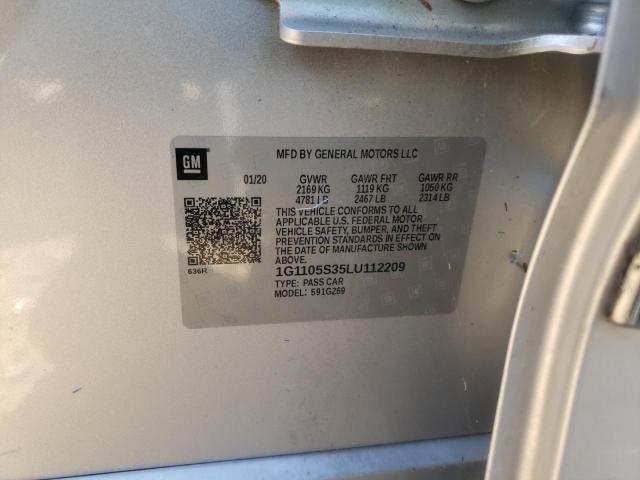 GM
MFD BY GENERAL MOTORS LLC
01/20 GVWR GAWR FRT GAWR RR
2169 KG 1119 KG 1050 KG
4781 LB 2467 LB 2314 LB
THIS VEHICLE CONFORMS TO ALL
APPLICABLE U.S. FEDERAL MOTOR
VEHICLE SAFETY, BUMPER, AND THEFT
PREVENTION STANDARDS IN EFFECT ON
THE DATE OF MANUFACTURE SHOWN
ABOVE.
636R
1G1105S35LU112209
TYPE: PASS CAR
MODEL: 591GZ69